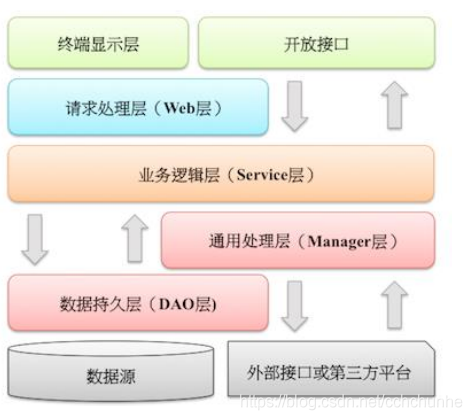 终端显示层
开放接口
请求处理层（Web层）
业务逻辑层（Service层）
通用处理层（Manager层）
数据持久层（DAO层)
数据源
外部接口或第三方平台
https://blog.csdn.net/cchchunhe